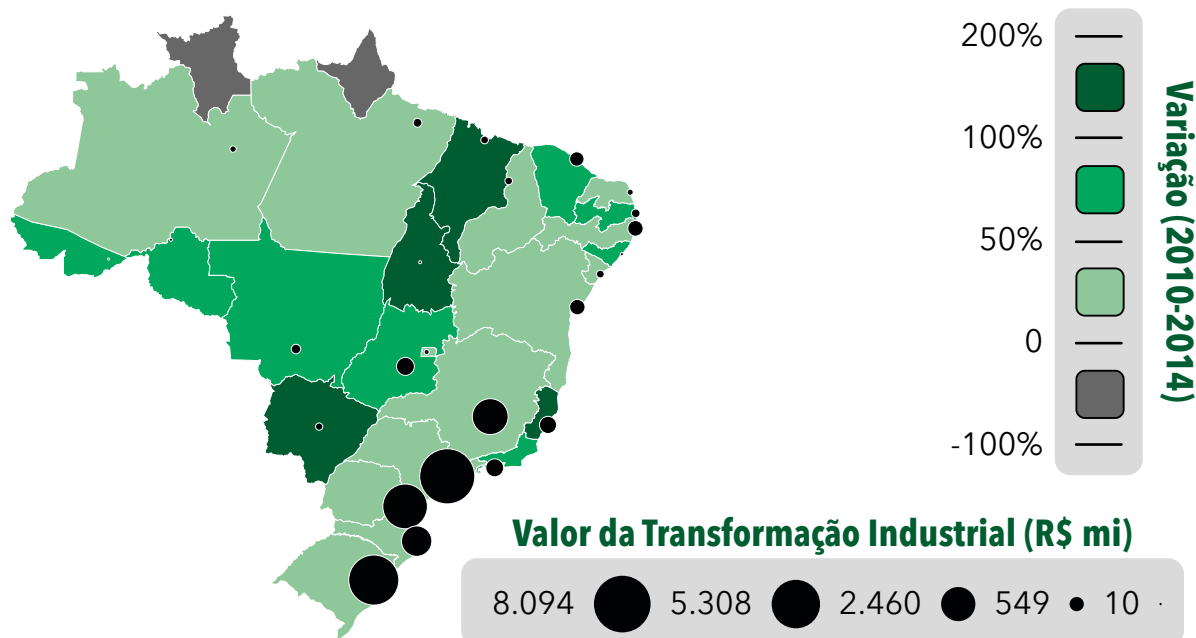 200%
100%
50%
0
-100%
Variação (2010-2014)
Valor da Transformação Industrial (R$ mi)
8.094 5.308 2.460 549 10